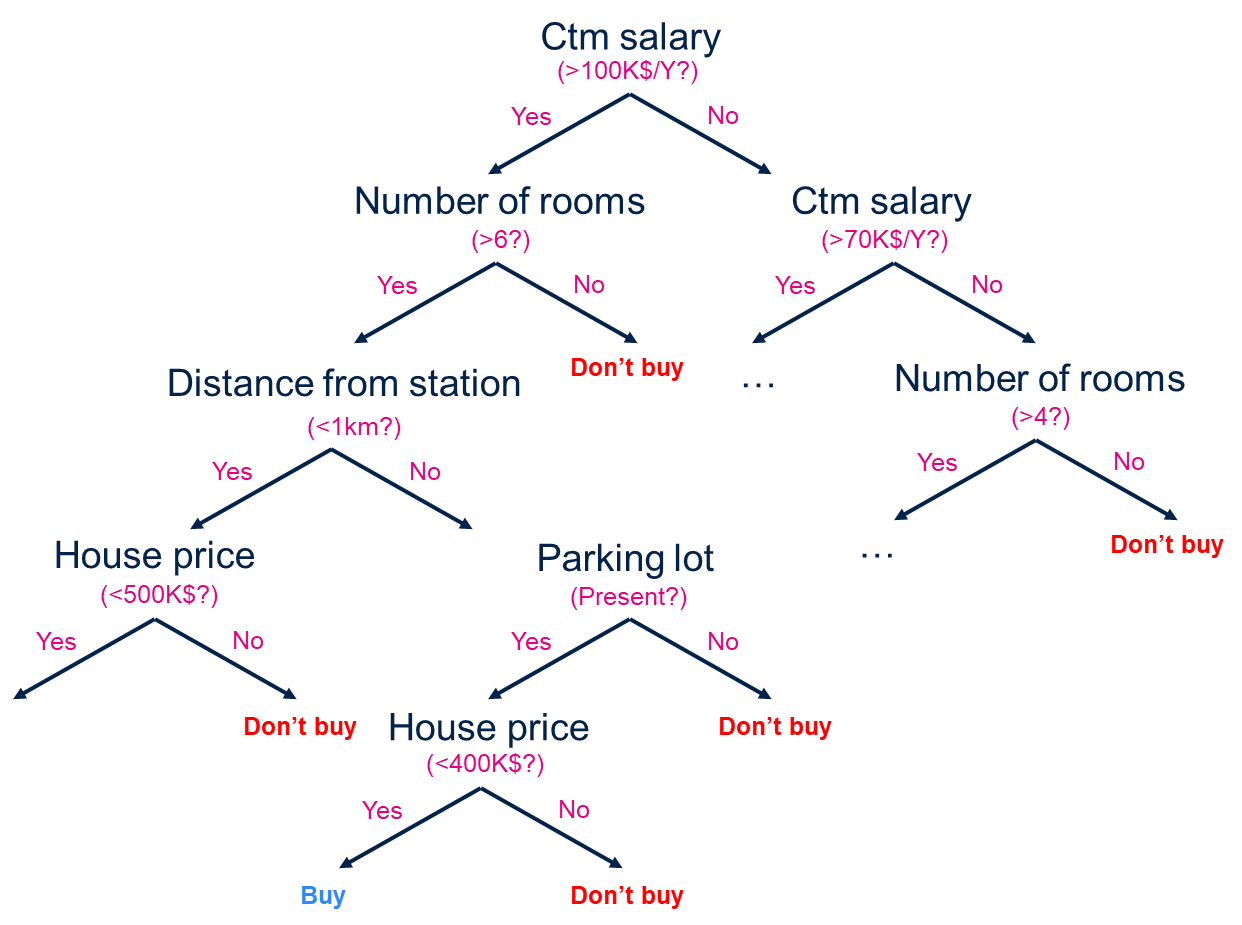 Ctm salary
(>100K$/Y?)
Yes
No
Number of rooms
(>6?)
Ctm salary
(>70K$/Y?)
Yes
No
Yes
No
Distance from station
(<1km?)
Don't buy
...
Number of rooms
(>4?)
Yes
No
Yes
No
House price
(<500K$?)
Parking lot
(Present?)
...
Don't buy
Yes
No
Yes
No
Don't buy
House price
(<400K$?)
Don't buy
Yes
No
Buy
Don't buy